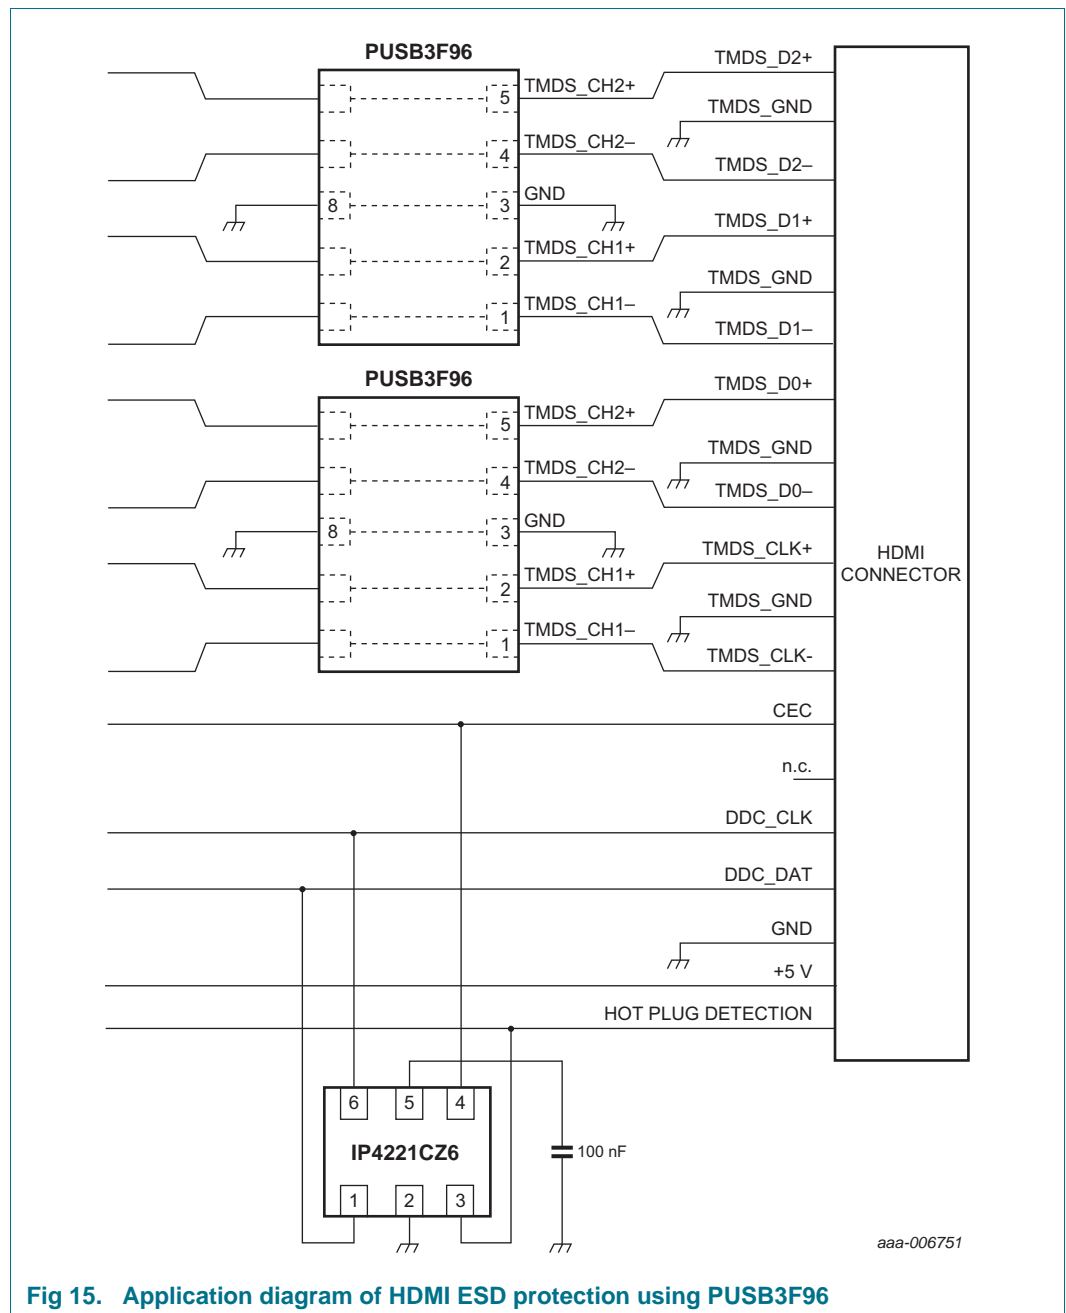 PUSB3F96
TMDS_D2+
5 TMDS_CH2+
TMDS_GND
4 TMDS_CH2–
TMDS_D2–
8 3 GND
TMDS_D1+
2 TMDS_CH1+
TMDS_GND
1 TMDS_CH1–
TMDS_D1–
PUSB3F96
TMDS_D0+
5 TMDS_CH2+
TMDS_GND
4 TMDS_CH2–
TMDS_D0–
8 3 GND
TMDS_CLK+
HDMI
CONNECTOR
2 TMDS_CH1+
TMDS_GND
1 TMDS_CH1–
TMDS_CLK-
CEC
n.c.
DDC_CLK
DDC_DAT
GND
+5 V
HOT PLUG DETECTION
6 5 4
IP4221CZ6
100 nF
1 2 3
aaa-006751
Fig 15. Application diagram of HDMI ESD protection using PUSB3F96